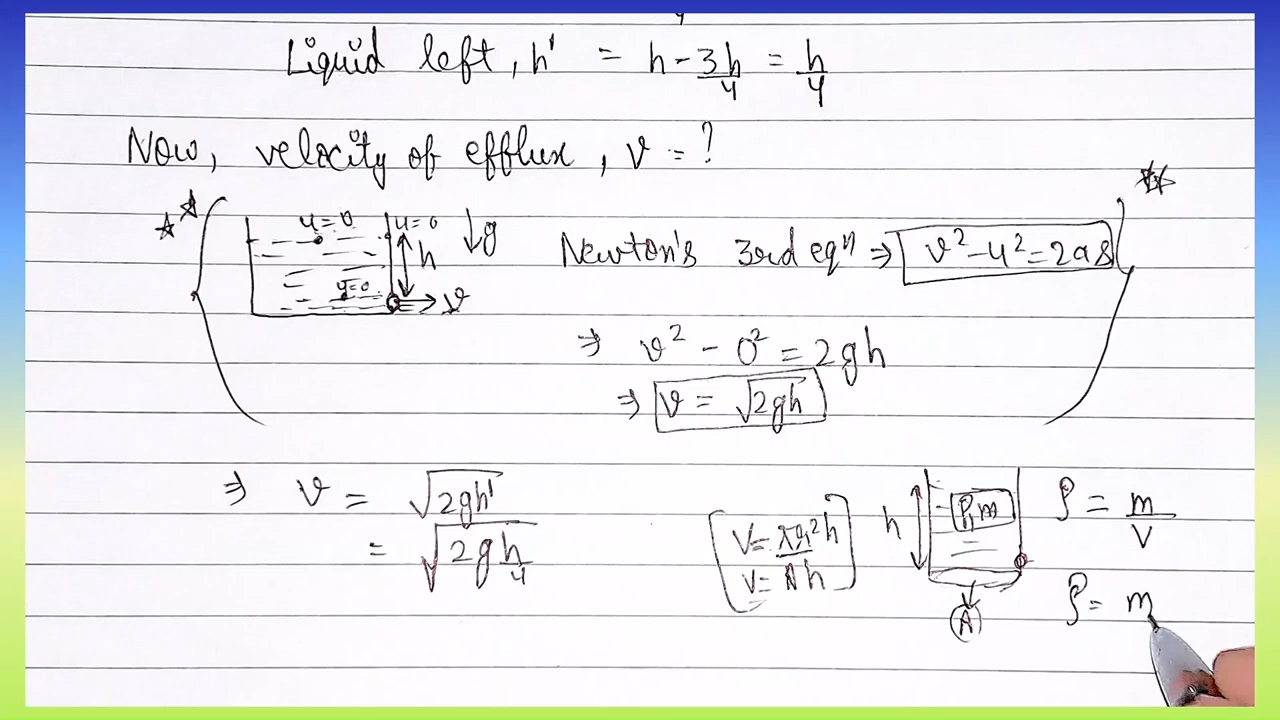 Liquid left, h' = h - 3h/4 = h/4
Now, velocity of efflux, v = ?
u=0 u=0 ↓g
h
u=0
v
Newton's 3rd eqⁿ ⇒ v² - u² = 2as
⇒ v² - 0² = 2gh
⇒ v = √2gh
⇒ v = √2gh'
= √2g h/4
V = πr²h
V = Ah
h
ρ, m
A
ρ = m/V
ρ = m